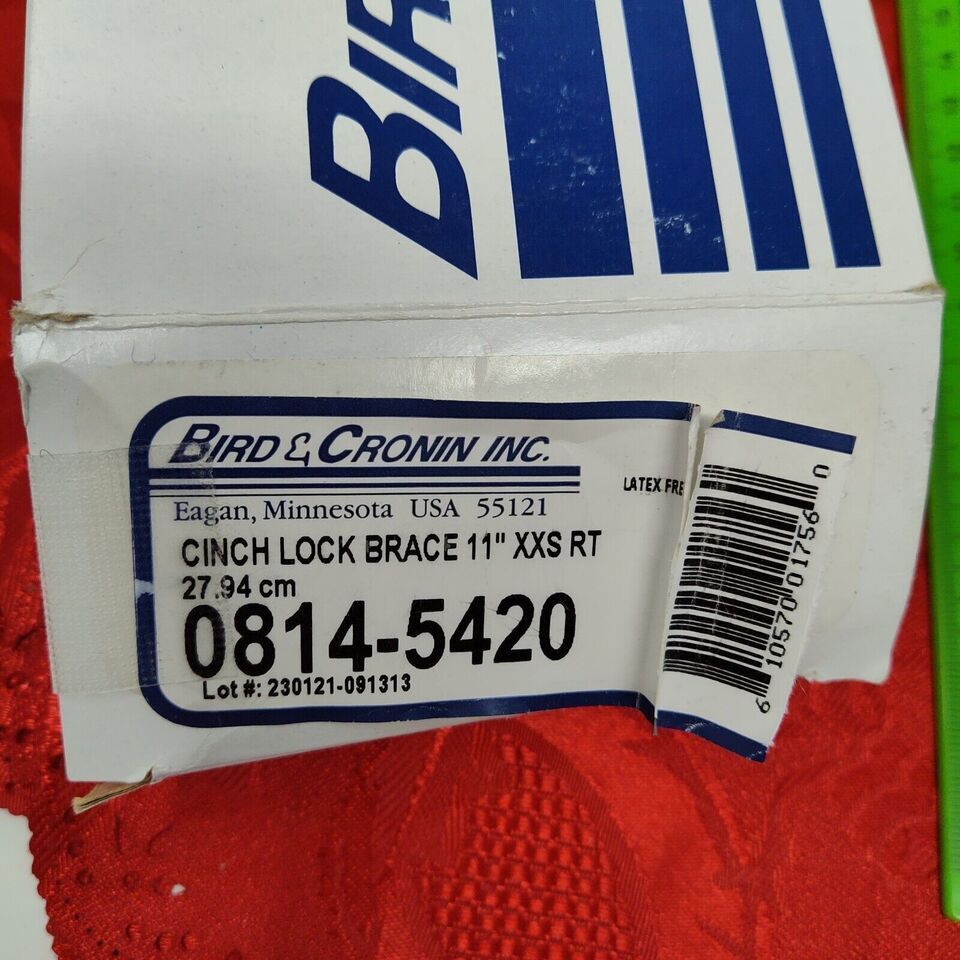 BIRD & CRONIN INC.
Eagan, Minnesota USA 55121
LATEX FRE
CINCH LOCK BRACE 11" XXS RT
27.94 cm
0814-5420
Lot #: 230121-091313
6 10570 01756 0